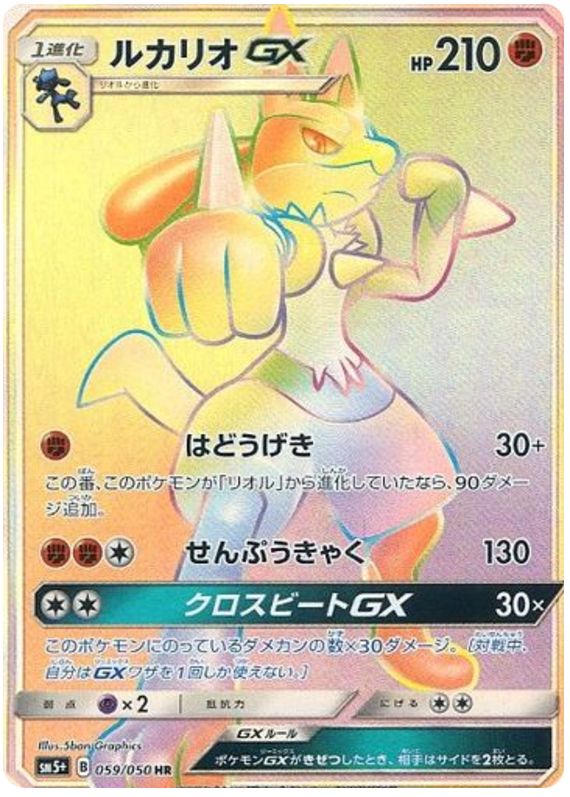 1進化 ルカリオGX HP210
リオルから進化
はどうげき 30+
この番、このポケモンが「リオル」から進化していたなら、90ダメー
ジ追加。
せんぷうきゃく 130
クロスビートGX 30×
このポケモンにのっているダメカンの数×30ダメージ。[対戦中、
自分はGXワザを1回しか使えない。]
弱点 ×2 抵抗力 にげる
Illus.5ban Graphics GXルール
SM5+ B 059/050 HR ポケモンGXがきぜつしたとき、相手はサイドを2枚とる。